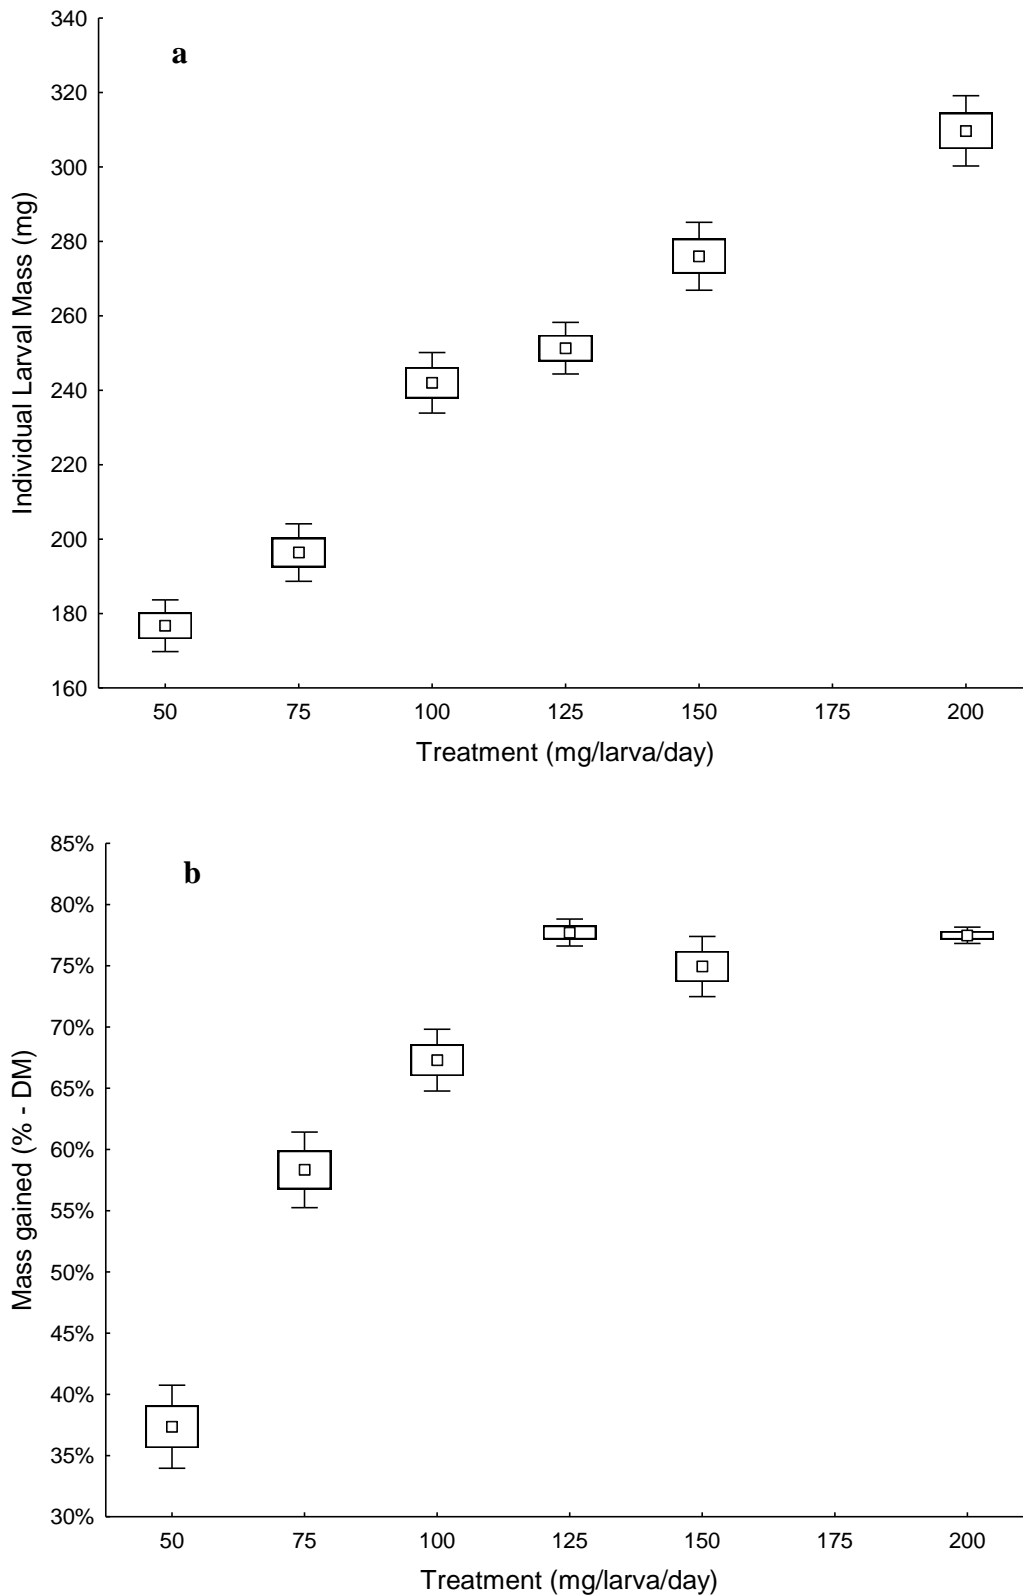 a
340
320
300
280
260
240
220
200
180
160
Individual Larval Mass (mg)
50 75 100 125 150 175 200
Treatment (mg/larva/day)
b
85%
80%
75%
70%
65%
60%
55%
50%
45%
40%
35%
30%
Mass gained (% - DM)
50 75 100 125 150 175 200
Treatment (mg/larva/day)